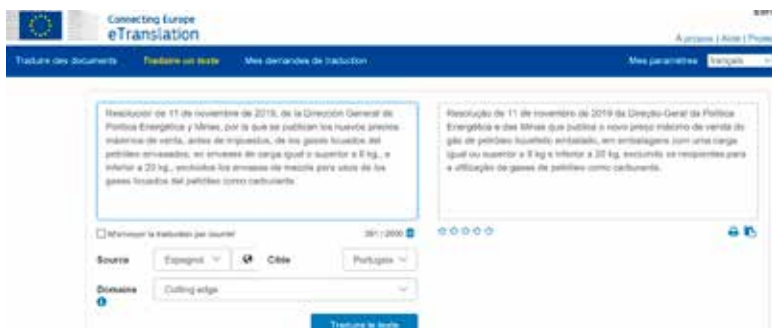 Connecting Europe
eTranslation
A propos | Aide |
Traduire des documents Traduire un texte Mes demandes de traduction Mes paramètres français
Resolución de 11 de noviembre de 2019, de la Dirección General de
Política Energética y Minas, por la que se publican los nuevos precios
máximos de venta, antes de impuestos, de los gases licuados del
petróleo envasados, en envases de carga igual o superior a 8 kg., e
inferior a 20 kg., excluidos los envases de mezcla para usos de los
gases licuados del petróleo como carburante.
Resolução de 11 de novembro de 2019 da Direção-Geral da Política
Energética e das Minas que publica o novo preço máximo de venda do
gás de petróleo liquefeito embalado, em embalagens com uma carga
igual ou superior a 8 kg e inferior a 20 kg, excluindo os recipientes para
a utilização de gases de petróleo como carburante.
M'envoyer la traduction par courriel
Source Espagnol Cible Portugais
Domaine Cutting edge
Traduire le texte